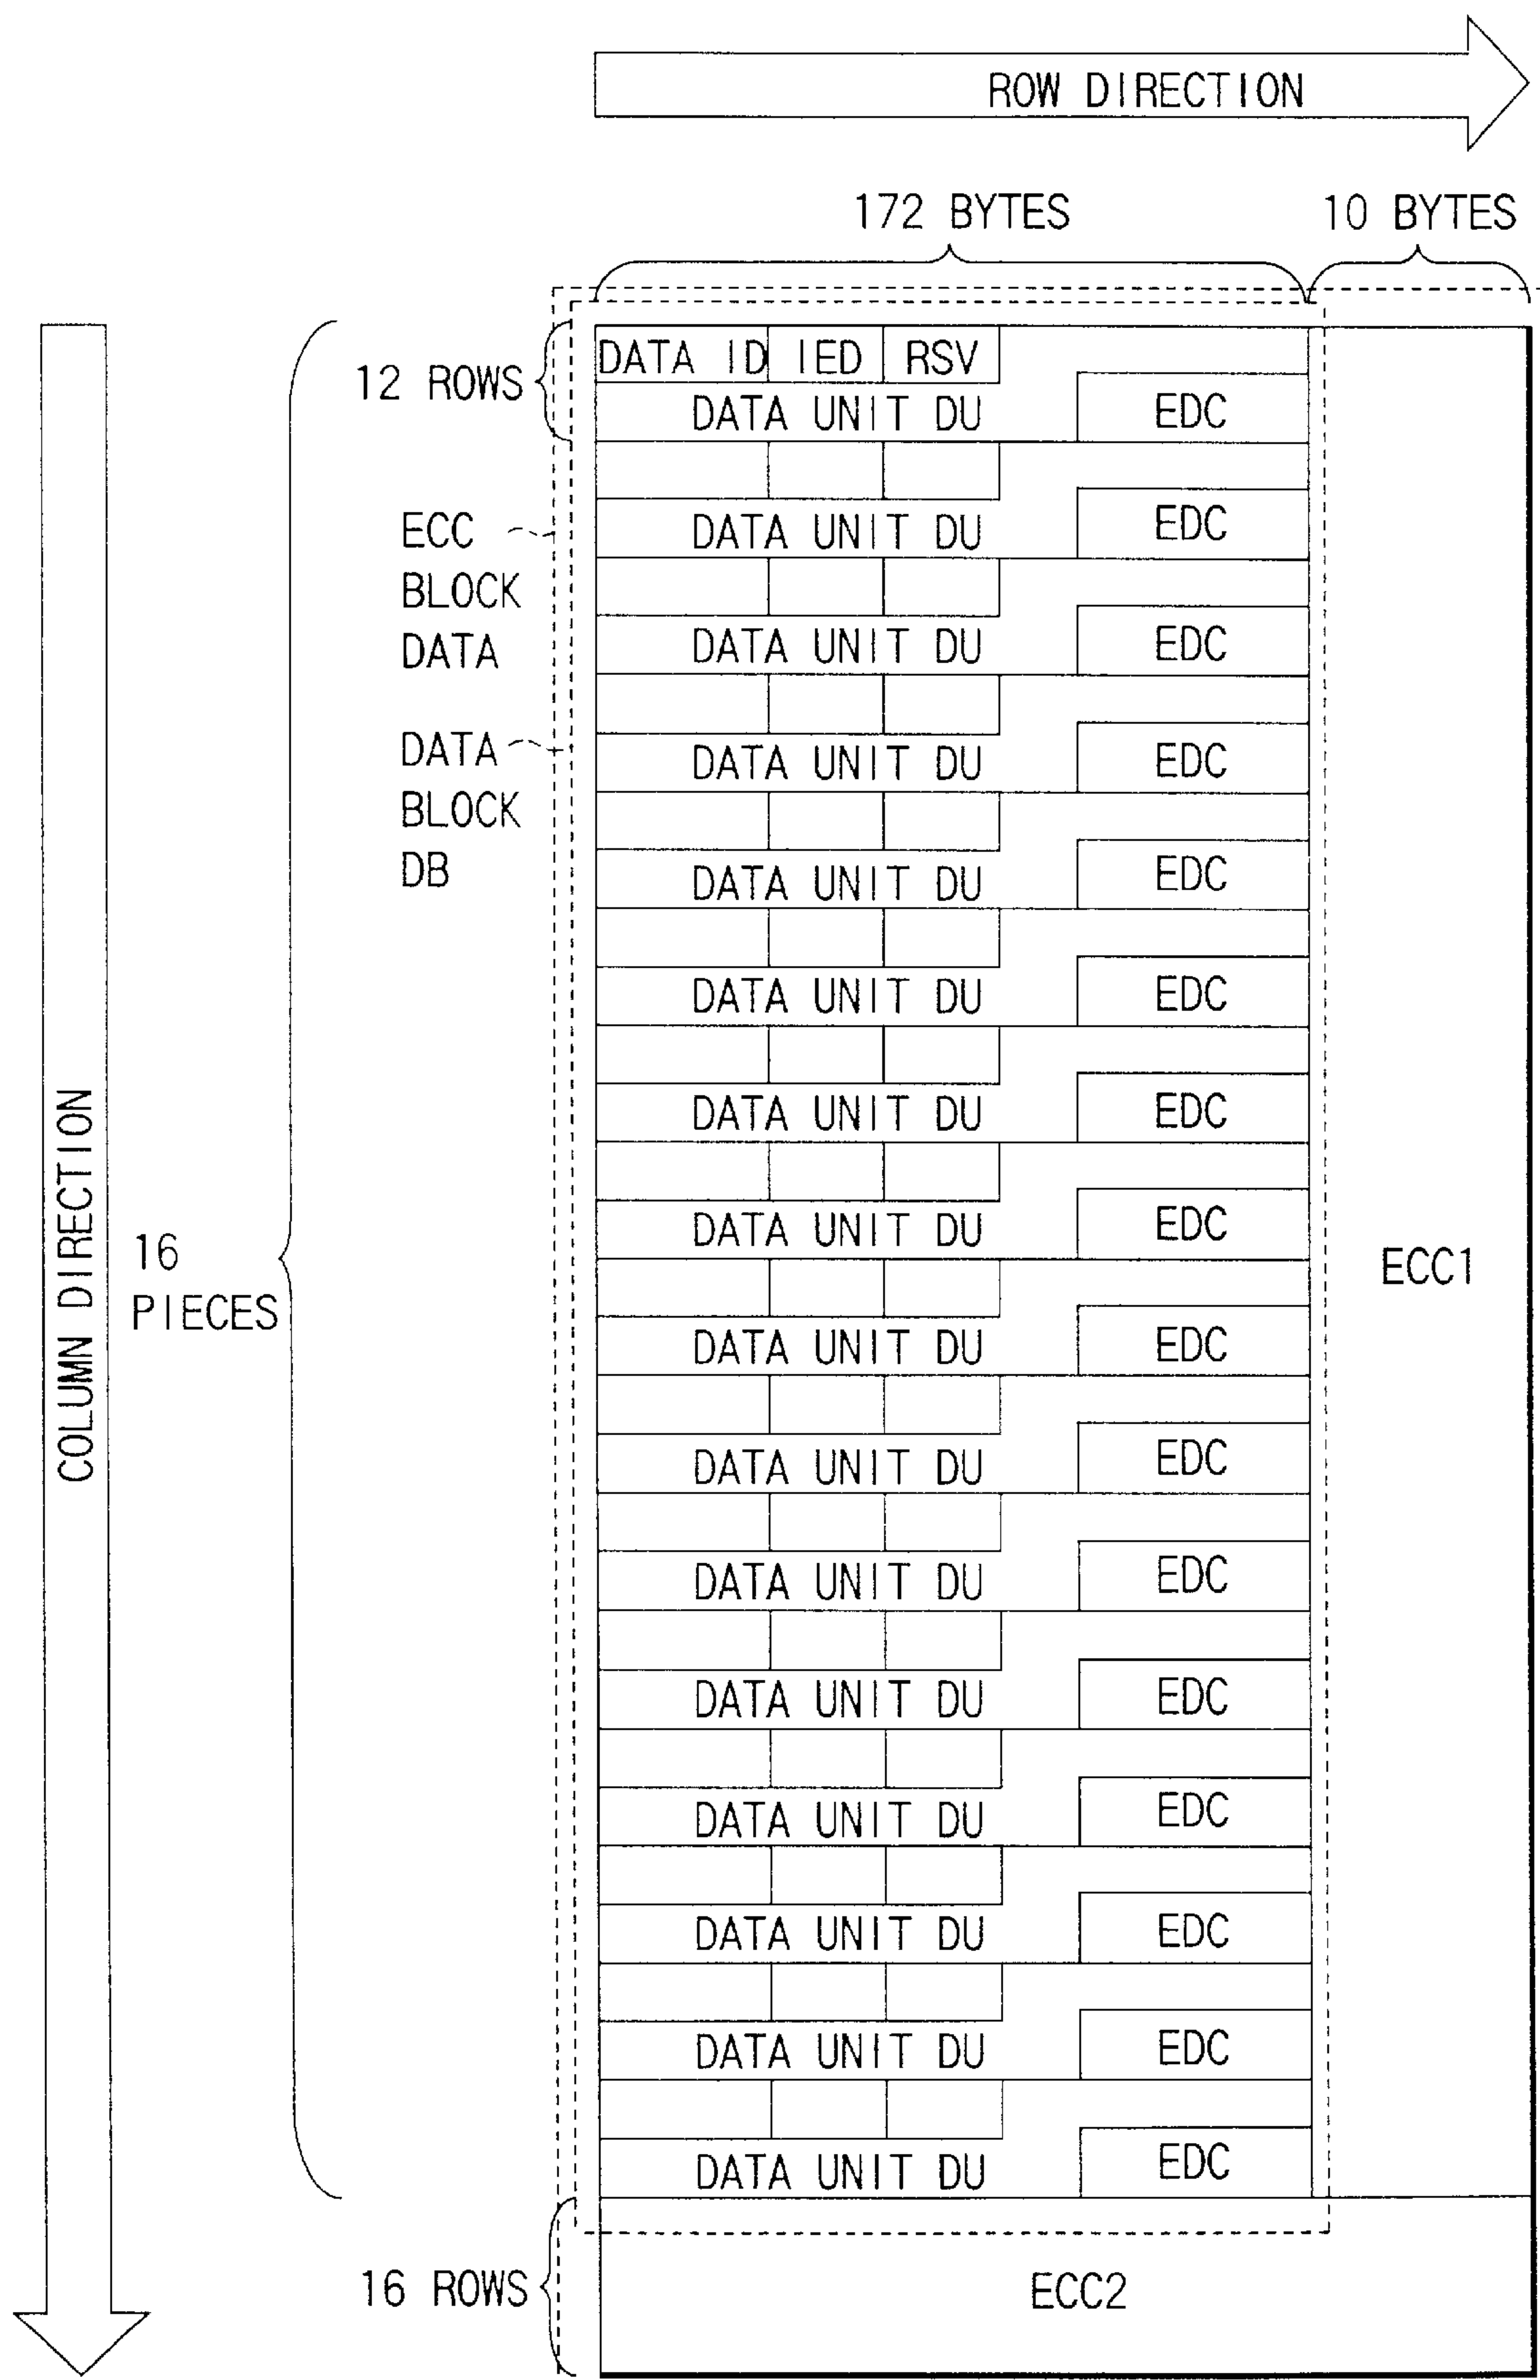 ROW DIRECTION
172 BYTES
10 BYTES
12 ROWS
DATA ID IED RSV
DATA UNIT DU EDC
DATA UNIT DU EDC
ECC
BLOCK
DATA
DATA UNIT DU EDC
DATA UNIT DU EDC
DATA
BLOCK
DB
DATA UNIT DU EDC
DATA UNIT DU EDC
DATA UNIT DU EDC
DATA UNIT DU EDC
COLUMN DIRECTION
16
PIECES
ECC1
DATA UNIT DU EDC
DATA UNIT DU EDC
DATA UNIT DU EDC
DATA UNIT DU EDC
DATA UNIT DU EDC
DATA UNIT DU EDC
DATA UNIT DU EDC
DATA UNIT DU EDC
16 ROWS
ECC2